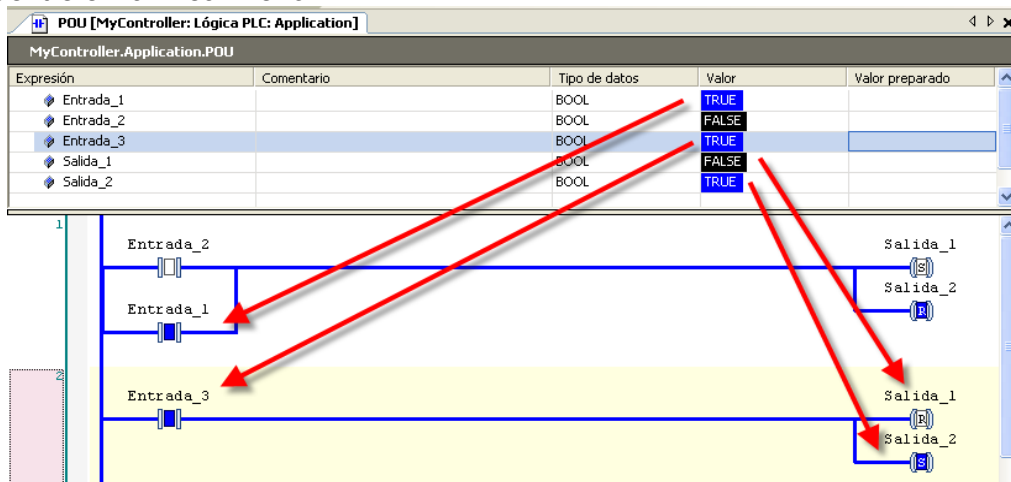 POU [MyController: Lógica PLC: Application]
MyController.Application.POU
Expresión Comentario Tipo de datos Valor Valor preparado
Entrada_1 BOOL TRUE
Entrada_2 BOOL FALSE
Entrada_3 BOOL TRUE
Salida_1 BOOL FALSE
Salida_2 BOOL TRUE
1
Entrada_2 Salida_1
S
Salida_2
Entrada_1 R
2
Entrada_3 Salida_1
R
Salida_2
S